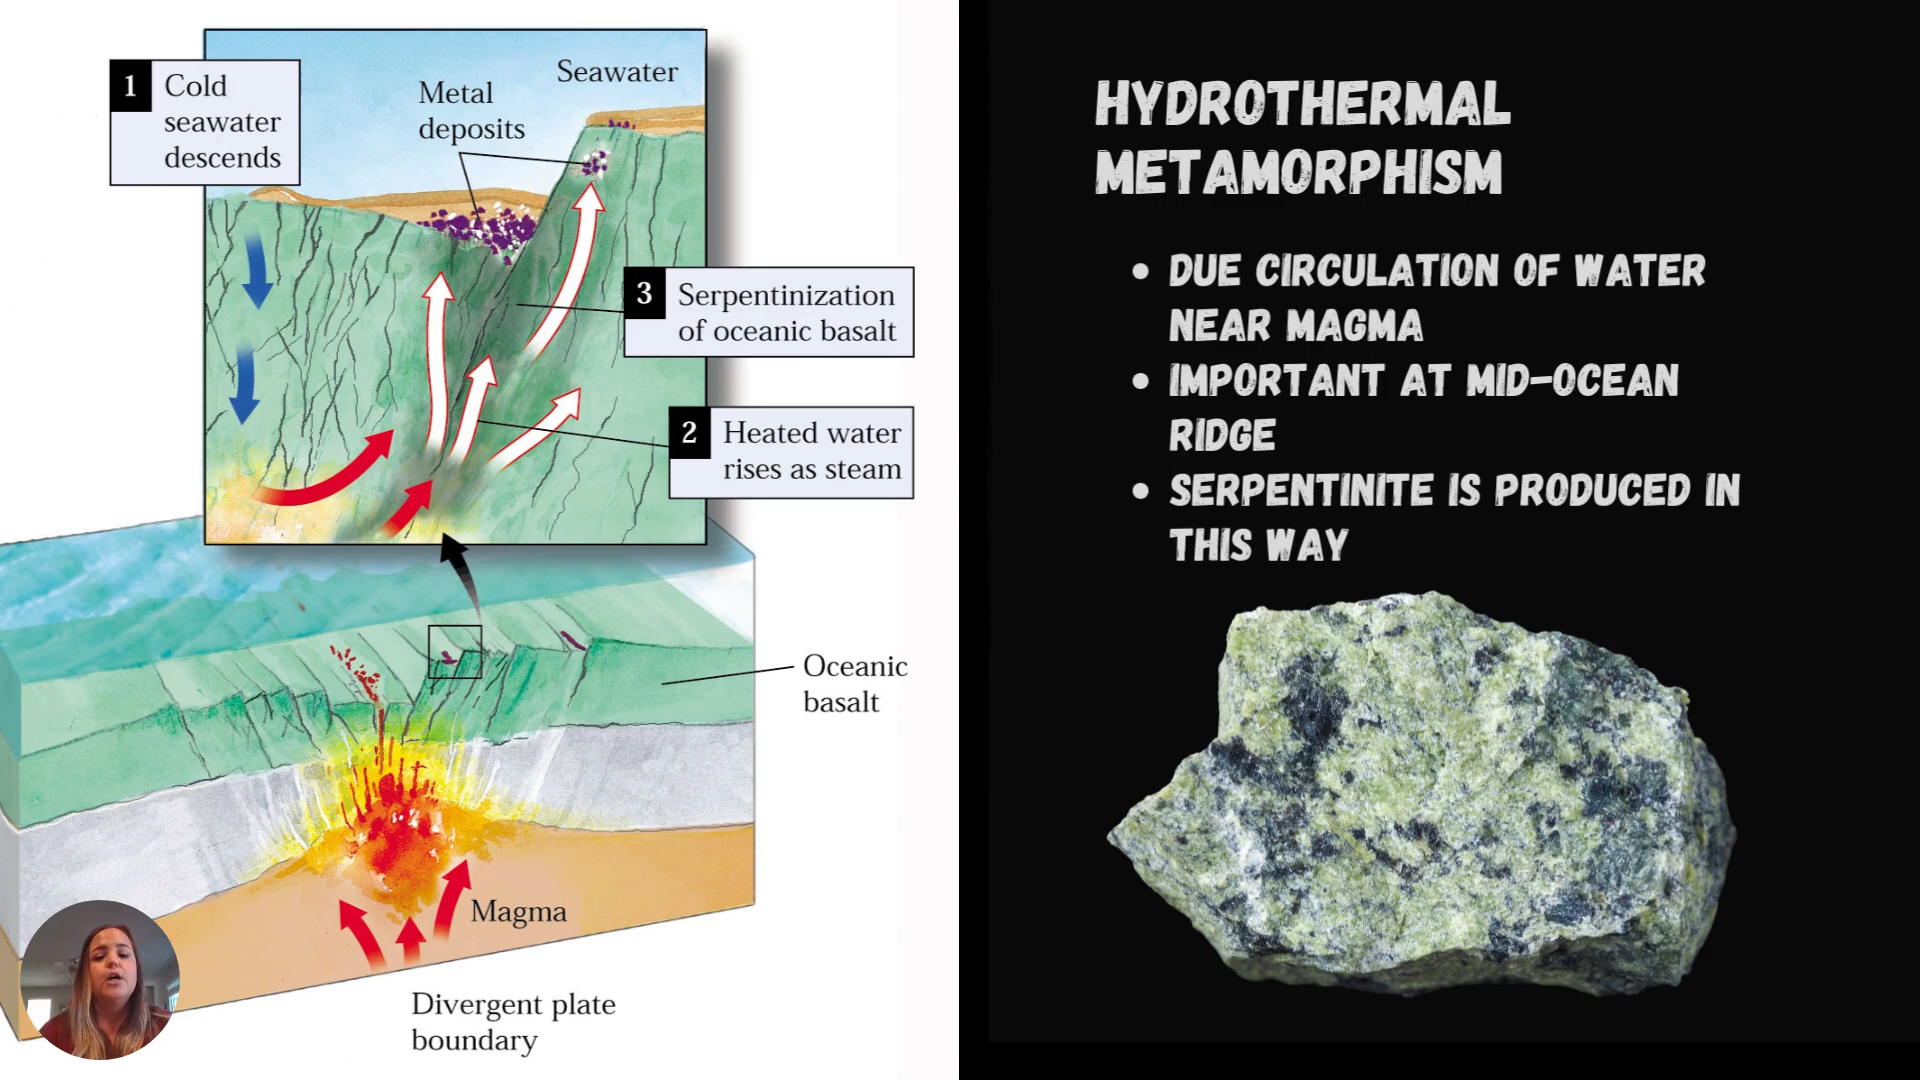 1 Cold
seawater
descends
Metal
deposits
Seawater
3 Serpentinization
of oceanic basalt
2 Heated water
rises as steam
Oceanic
basalt
Magma
Divergent plate
boundary
HYDROTHERMAL
METAMORPHISM
• DUE CIRCULATION OF WATER
NEAR MAGMA
• IMPORTANT AT MID-OCEAN
RIDGE
• SERPENTINITE IS PRODUCED IN
THIS WAY